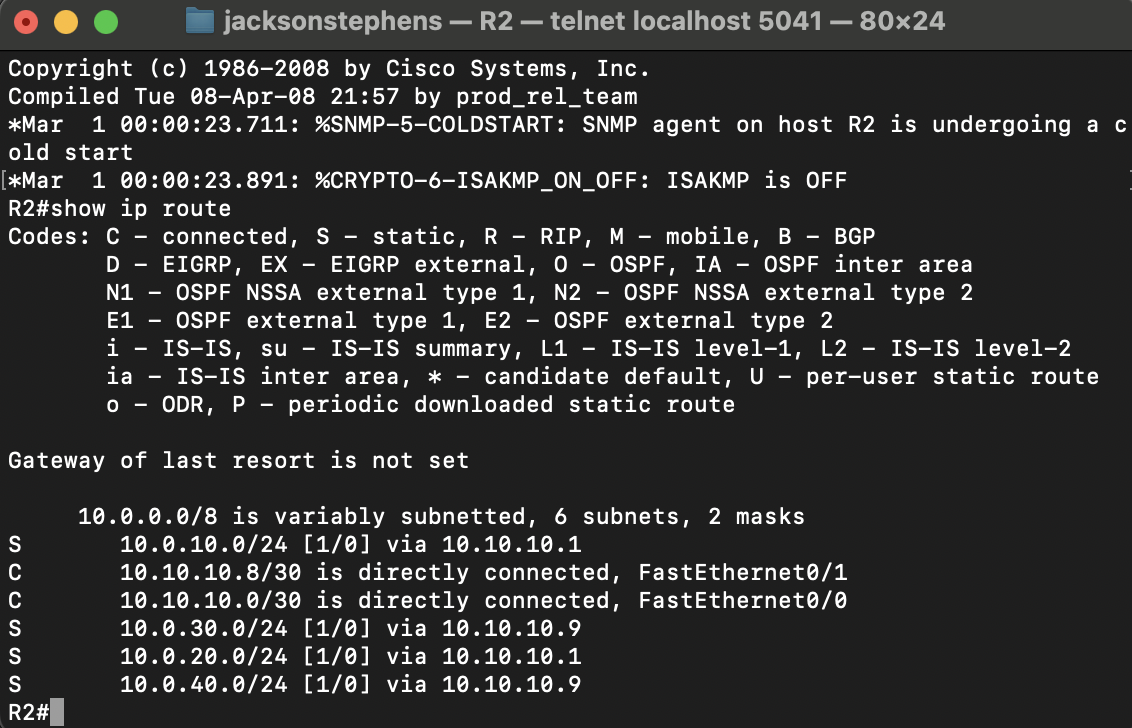 jacksonstephens — R2 — telnet localhost 5041 — 80×24
Copyright (c) 1986-2008 by Cisco Systems, Inc.
Compiled Tue 08-Apr-08 21:57 by prod_rel_team
*Mar  1 00:00:23.711: %SNMP-5-COLDSTART: SNMP agent on host R2 is undergoing a c
old start
[*Mar  1 00:00:23.891: %CRYPTO-6-ISAKMP_ON_OFF: ISAKMP is OFF ]
R2#show ip route
Codes: C - connected, S - static, R - RIP, M - mobile, B - BGP
       D - EIGRP, EX - EIGRP external, O - OSPF, IA - OSPF inter area
       N1 - OSPF NSSA external type 1, N2 - OSPF NSSA external type 2
       E1 - OSPF external type 1, E2 - OSPF external type 2
       i - IS-IS, su - IS-IS summary, L1 - IS-IS level-1, L2 - IS-IS level-2
       ia - IS-IS inter area, * - candidate default, U - per-user static route
       o - ODR, P - periodic downloaded static route
Gateway of last resort is not set
     10.0.0.0/8 is variably subnetted, 6 subnets, 2 masks
S       10.0.10.0/24 [1/0] via 10.10.10.1
C       10.10.10.8/30 is directly connected, FastEthernet0/1
C       10.10.10.0/30 is directly connected, FastEthernet0/0
S       10.0.30.0/24 [1/0] via 10.10.10.9
S       10.0.20.0/24 [1/0] via 10.10.10.1
S       10.0.40.0/24 [1/0] via 10.10.10.9
R2#